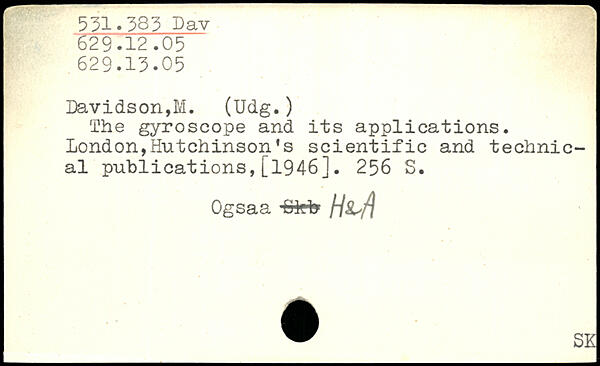 531.383 Dav
629.12.05
629.13.05
Davidson,M. (Udg.)
The gyroscope and its applications.
London,Hutchinson's scientific and technic-
al publications,[1946]. 256 S.
Ogsaa Skb H&A
SK